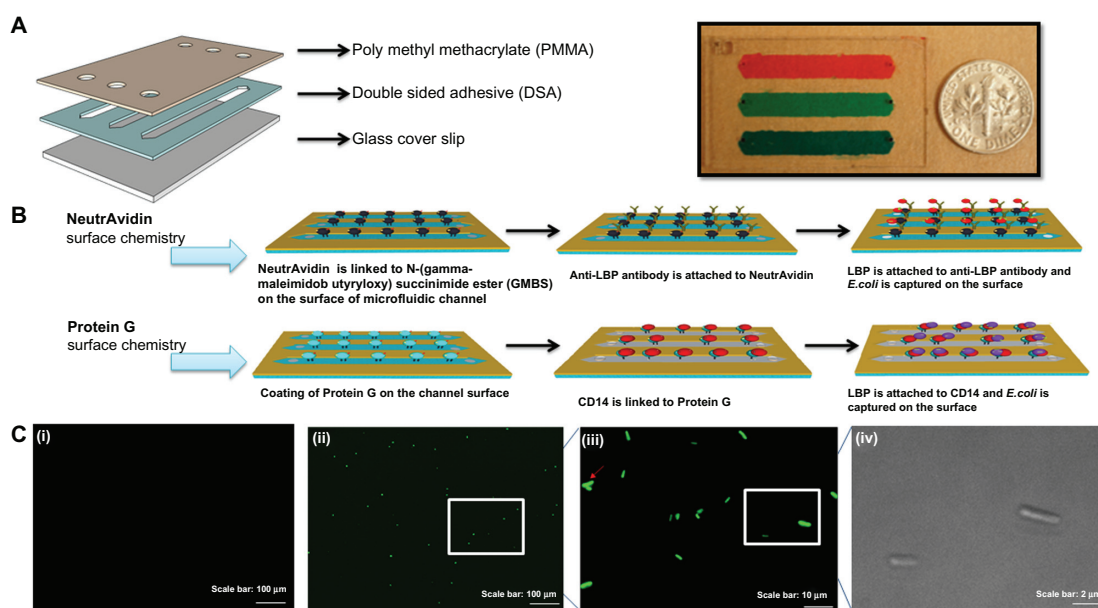 A
Poly methyl methacrylate (PMMA)
Double sided adhesive (DSA)
Glass cover slip
STATES OF AM
ONE DIME
B
NeutrAvidin
surface chemistry
NeutrAvidin is linked to N-(gamma-
maleimidob utyryloxy) succinimide ester (GMBS)
on the surface of microfluidic channel
Anti-LBP antibody is attached to NeutrAvidin
LBP is attached to anti-LBP antibody and
E.coli is captured on the surface
Protein G
surface chemistry
Coating of Protein G on the channel surface
CD14 is linked to Protein G
LBP is attached to CD14 and E.coli is
captured on the surface
C
(i)
Scale bar: 100 µm
(ii)
Scale bar: 100 µm
(iii)
Scale bar: 10 µm
(iv)
Scale bar: 2 µm